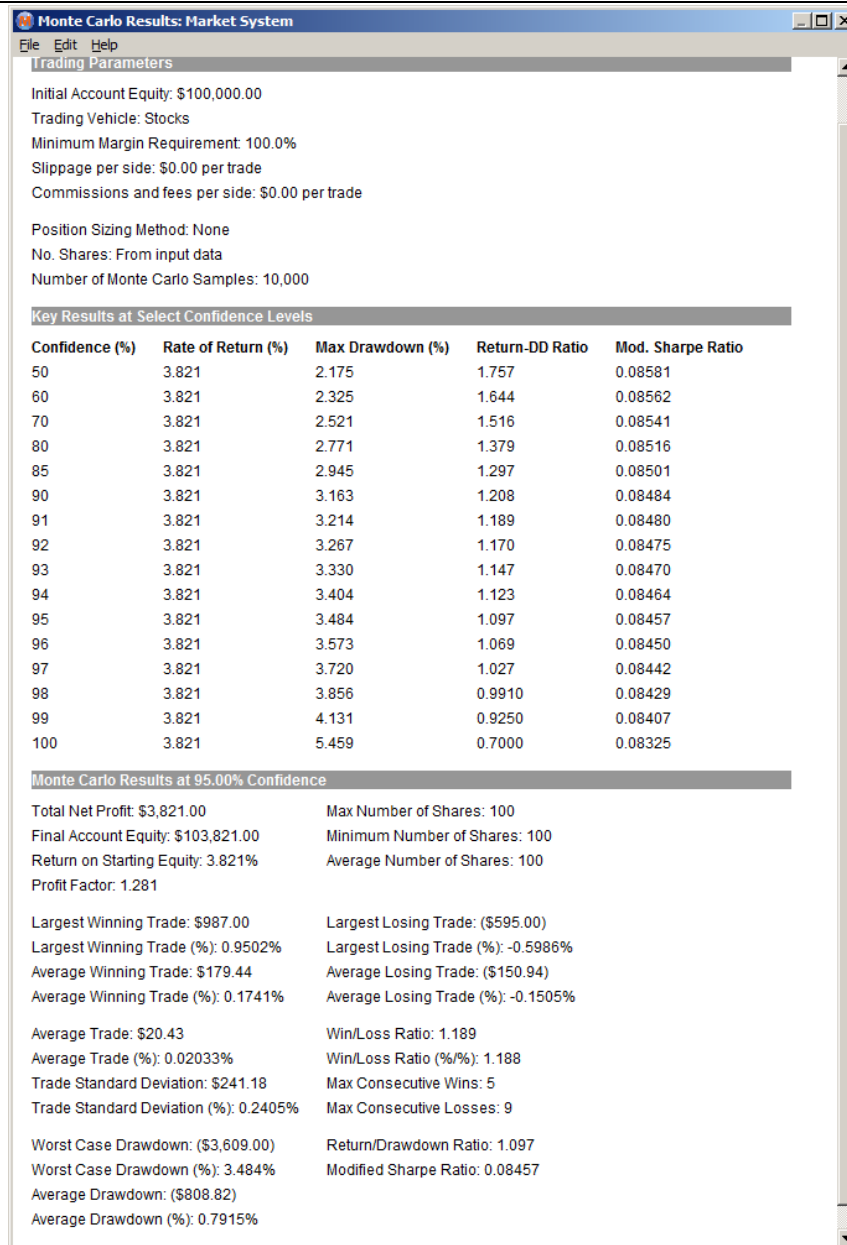 Monte Carlo Results: Market System
File Edit Help
Trading Parameters
Initial Account Equity: $100,000.00
Trading Vehicle: Stocks
Minimum Margin Requirement: 100.0%
Slippage per side: $0.00 per trade
Commissions and fees per side: $0.00 per trade
Position Sizing Method: None
No. Shares: From input data
Number of Monte Carlo Samples: 10,000
Key Results at Select Confidence Levels
Confidence (%) Rate of Return (%) Max Drawdown (%) Return-DD Ratio Mod. Sharpe Ratio
50 3.821 2.175 1.757 0.08581
60 3.821 2.325 1.644 0.08562
70 3.821 2.521 1.516 0.08541
80 3.821 2.771 1.379 0.08516
85 3.821 2.945 1.297 0.08501
90 3.821 3.163 1.208 0.08484
91 3.821 3.214 1.189 0.08480
92 3.821 3.267 1.170 0.08475
93 3.821 3.330 1.147 0.08470
94 3.821 3.404 1.123 0.08464
95 3.821 3.484 1.097 0.08457
96 3.821 3.573 1.069 0.08450
97 3.821 3.720 1.027 0.08442
98 3.821 3.856 0.9910 0.08429
99 3.821 4.131 0.9250 0.08407
100 3.821 5.459 0.7000 0.08325
Monte Carlo Results at 95.00% Confidence
Total Net Profit: $3,821.00 Max Number of Shares: 100
Final Account Equity: $103,821.00 Minimum Number of Shares: 100
Return on Starting Equity: 3.821% Average Number of Shares: 100
Profit Factor: 1.281
Largest Winning Trade: $987.00 Largest Losing Trade: ($595.00)
Largest Winning Trade (%): 0.9502% Largest Losing Trade (%): -0.5986%
Average Winning Trade: $179.44 Average Losing Trade: ($150.94)
Average Winning Trade (%): 0.1741% Average Losing Trade (%): -0.1505%
Average Trade: $20.43 Win/Loss Ratio: 1.189
Average Trade (%): 0.02033% Win/Loss Ratio (%/%): 1.188
Trade Standard Deviation: $241.18 Max Consecutive Wins: 5
Trade Standard Deviation (%): 0.2405% Max Consecutive Losses: 9
Worst Case Drawdown: ($3,609.00) Return/Drawdown Ratio: 1.097
Worst Case Drawdown (%): 3.484% Modified Sharpe Ratio: 0.08457
Average Drawdown: ($808.82)
Average Drawdown (%): 0.7915%